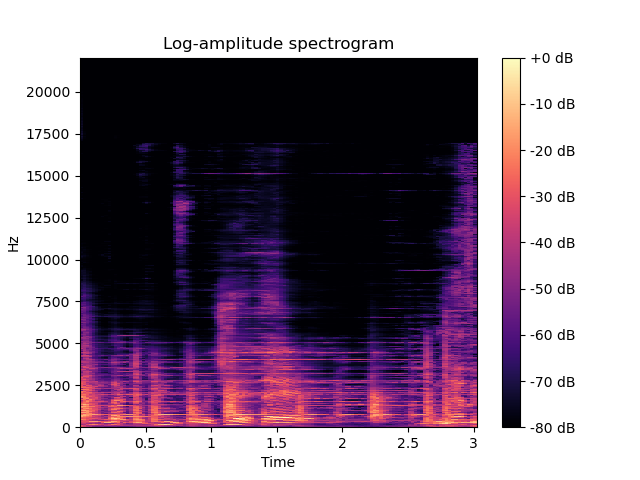 Log-amplitude spectrogram
20000
17500
15000
12500
10000
7500
5000
2500
0
Hz
0
0.5
1
1.5
2
2.5
3
Time
+0 dB
-10 dB
-20 dB
-30 dB
-40 dB
-50 dB
-60 dB
-70 dB
-80 dB